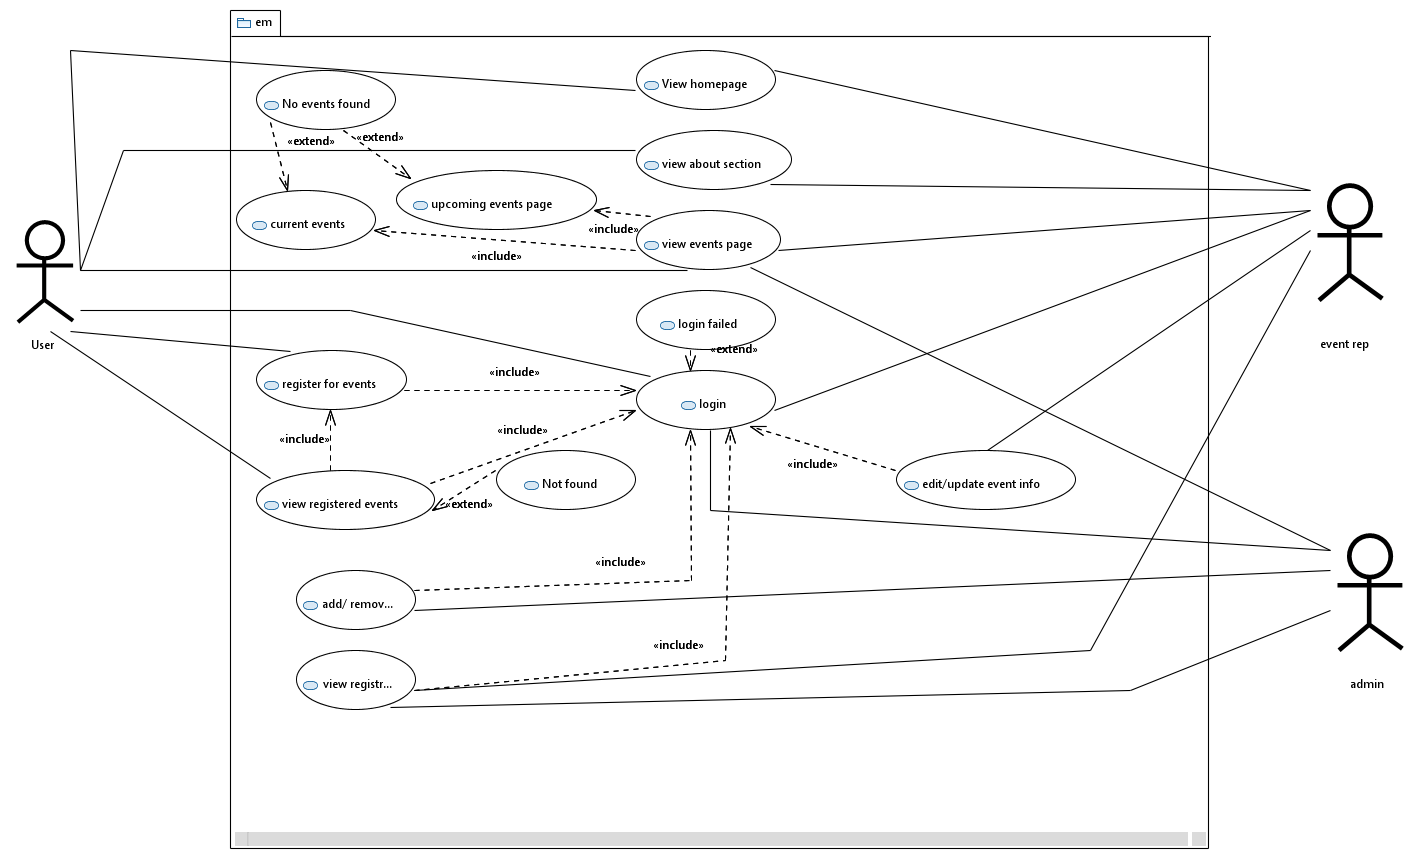 em
View homepage
No events found
«extend»
«extend»
view about section
upcoming events page
current events
«include»
view events page
«include»
login failed
User
event rep
«extend»
«include»
register for events
login
«include»
«include»
«include»
Not found
edit/update event info
view registered events
«extend»
«include»
add/ remov...
«include»
view registr...
admin